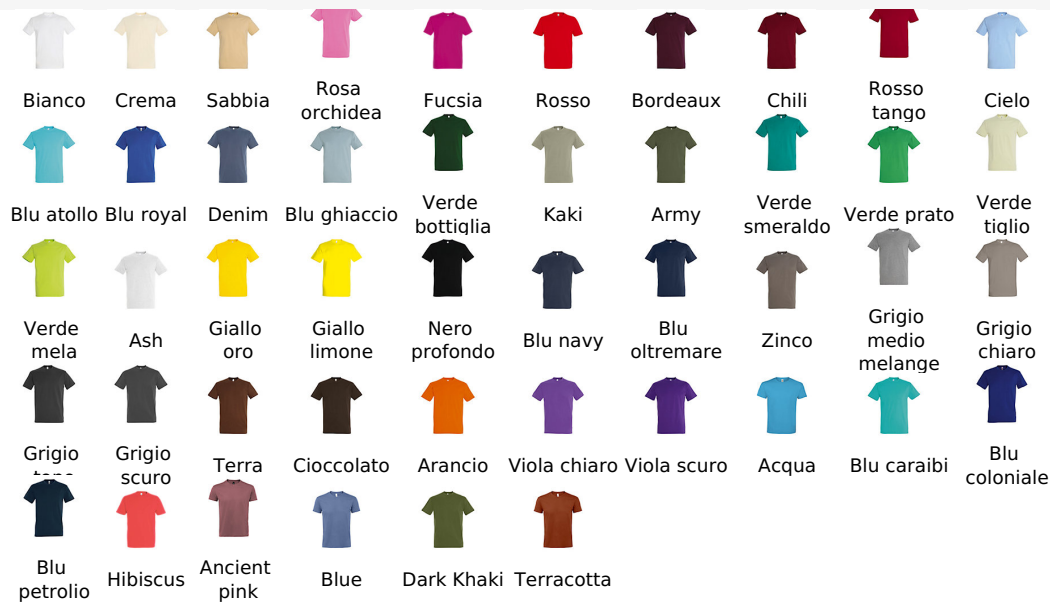 Bianco
Crema
Sabbia
Rosa
orchidea
Fucsia
Rosso
Bordeaux
Chili
Rosso
tango
Cielo
Blu atollo
Blu royal
Denim
Blu ghiaccio
Verde
bottiglia
Kaki
Army
Verde
smeraldo
Verde prato
Verde
tiglio
Verde
mela
Ash
Giallo
oro
Giallo
limone
Nero
profondo
Blu navy
Blu
oltremare
Zinco
Grigio
medio
melange
Grigio
chiaro
Grigio
Grigio
scuro
Terra
Cioccolato
Arancio
Viola chiaro
Viola scuro
Acqua
Blu caraibi
Blu
coloniale
Blu
petrolio
Hibiscus
Ancient
pink
Blue
Dark Khaki
Terracotta